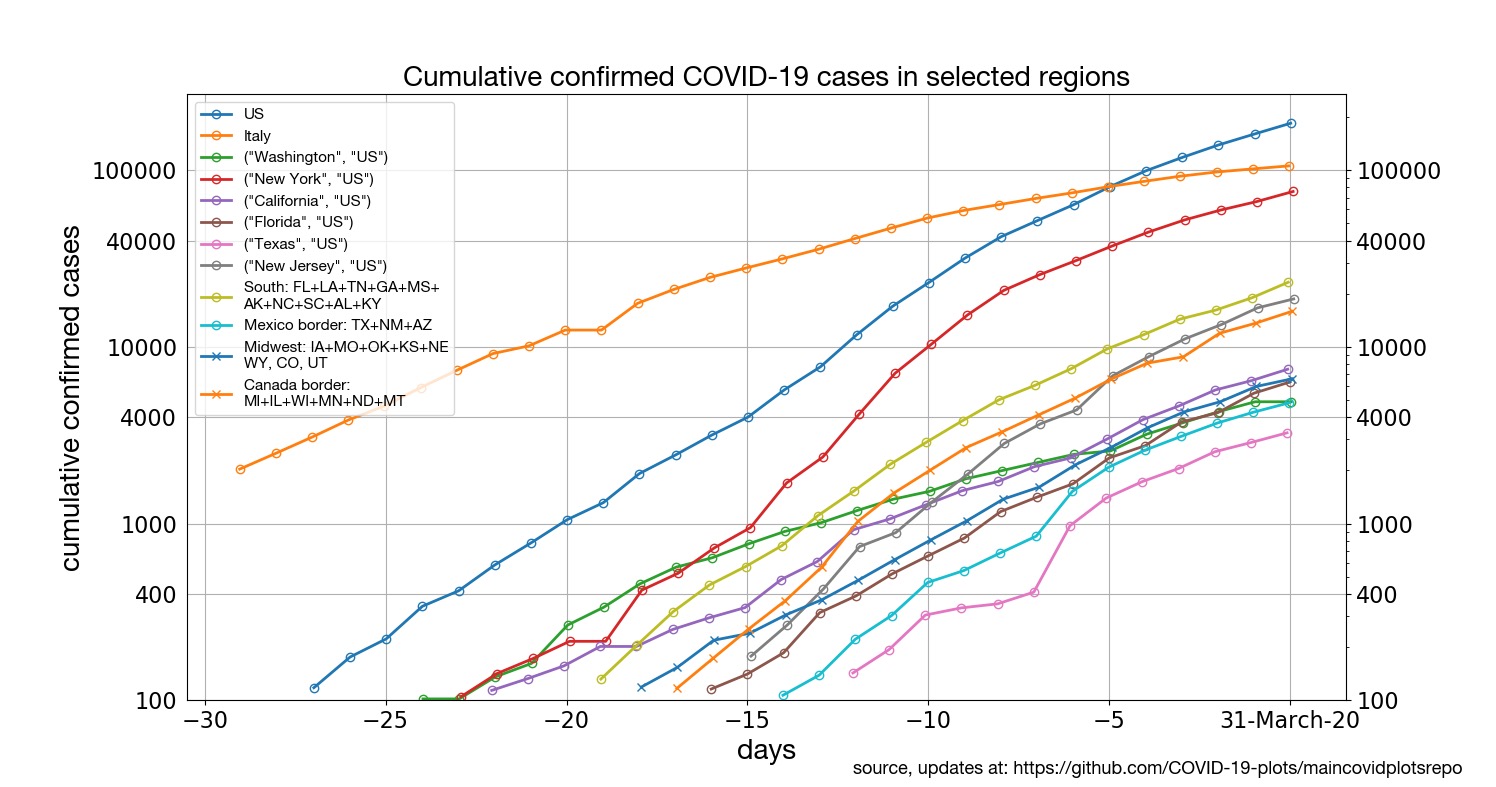 Cumulative confirmed COVID-19 cases in selected regions
US
Italy
("Washington", "US")
("New York", "US")
("California", "US")
("Florida", "US")
("Texas", "US")
("New Jersey", "US")
South: FL+LA+TN+GA+MS+
AK+NC+SC+AL+KY
Mexico border: TX+NM+AZ
Midwest: IA+MO+OK+KS+NE
WY, CO, UT
Canada border:
MI+IL+WI+MN+ND+MT
cumulative confirmed cases
100000
40000
10000
4000
1000
400
100
100000
40000
10000
4000
1000
400
100
−30
−25
−20
−15
−10
−5
31-March-20
days
source, updates at: https://github.com/COVID-19-plots/maincovidplotsrepo